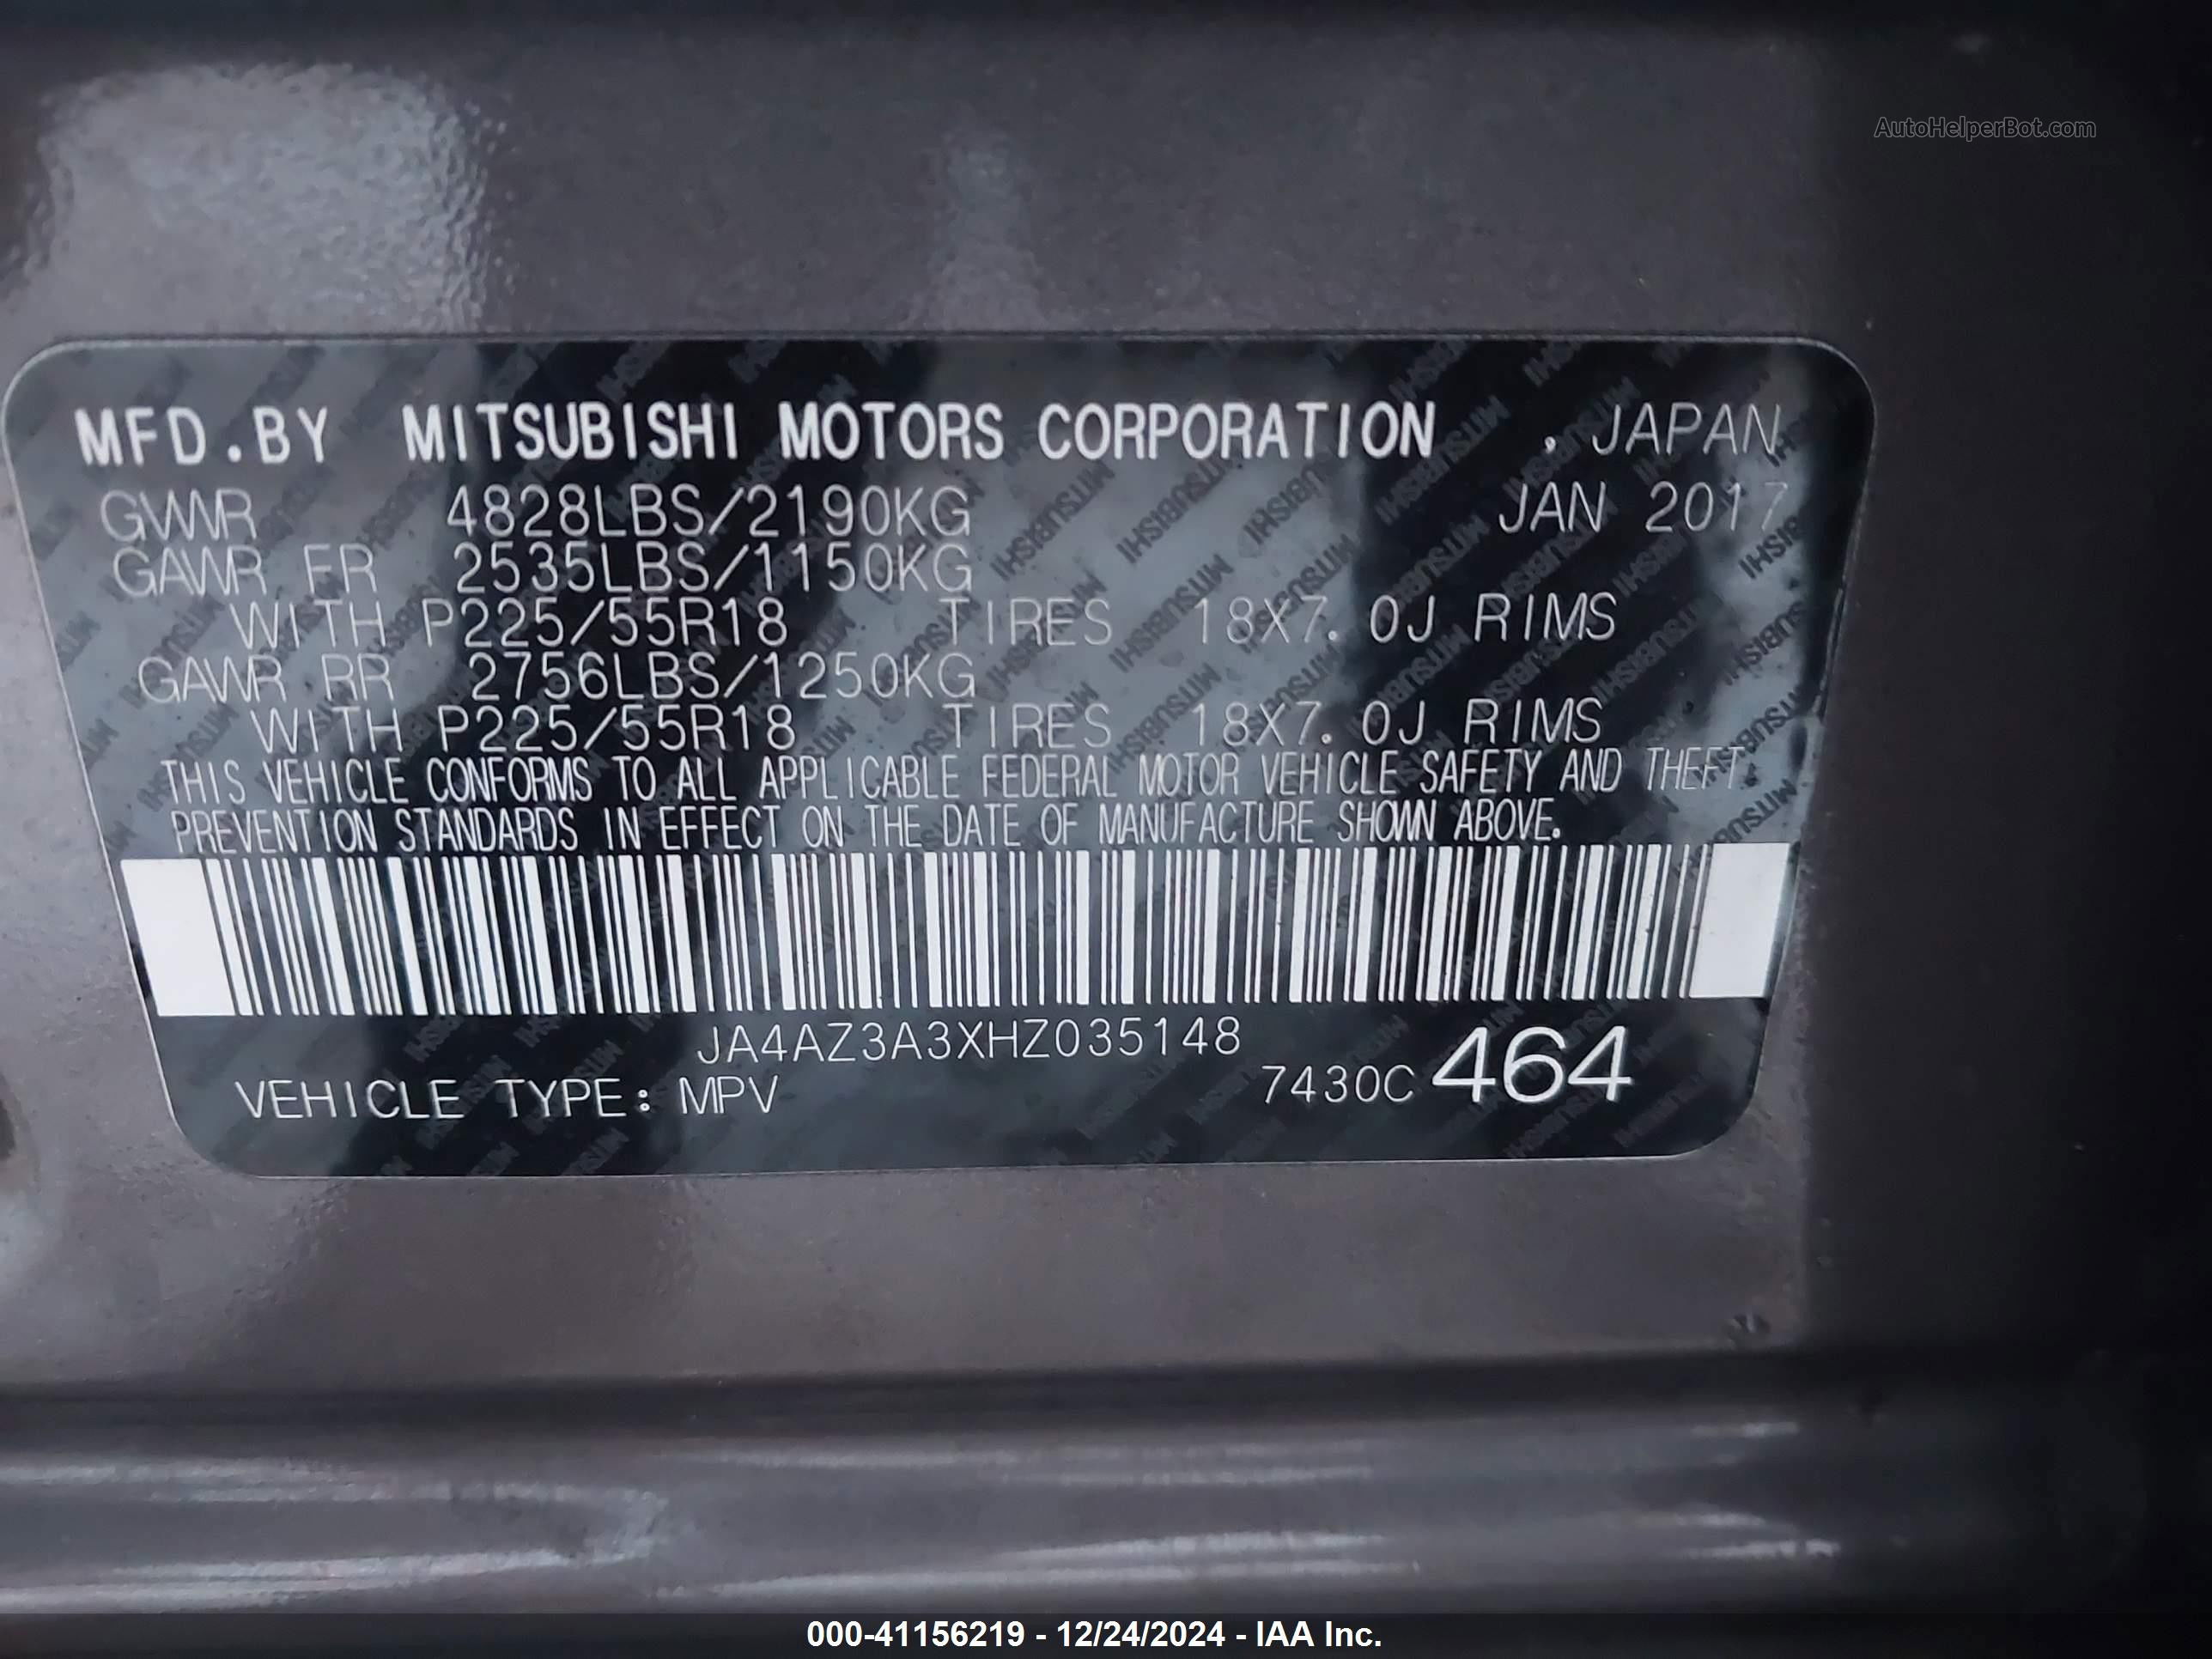 AutoHelperBot.com
MFD.BY MITSUBISHI MOTORS CORPORATION , JAPAN
GVWR 4828LBS/2190KG JAN 2017
GAWR FR 2535LBS/1150KG
WITH P225/55R18 TIRES 18X7.0J RIMS
GAWR RR 2756LBS/1250KG
WITH P225/55R18 TIRES 18X7.0J RIMS
THIS VEHICLE CONFORMS TO ALL APPLICABLE FEDERAL MOTOR VEHICLE SAFETY AND THEFT
PREVENTION STANDARDS IN EFFECT ON THE DATE OF MANUFACTURE SHOWN ABOVE.
JA4AZ3A3XHZ035148
VEHICLE TYPE: MPV 7430C 464
000-41156219 - 12/24/2024 - IAA Inc.